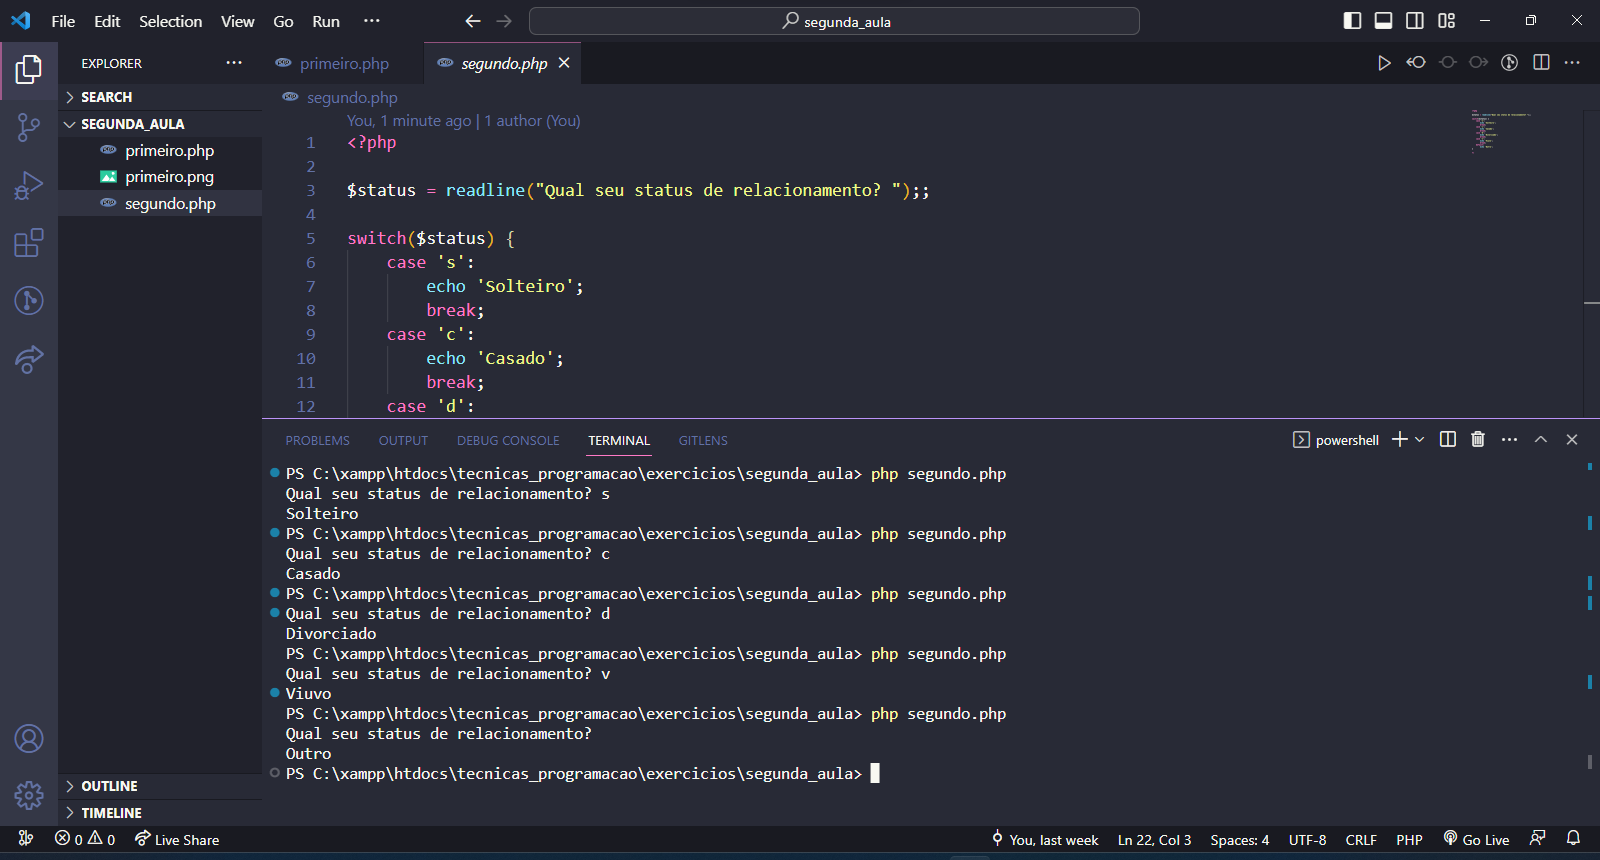 File Edit Selection View Go Run ··· segunda_aula
EXPLORER ···
SEARCH
SEGUNDA_AULA
primeiro.php
primeiro.png
segundo.php
OUTLINE
TIMELINE
primeiro.php segundo.php
segundo.php
You, 1 minute ago | 1 author (You)
1 <?php
2
3 $status = readline("Qual seu status de relacionamento? ");;
4
5 switch($status) {
6 case 's':
7 echo 'Solteiro';
8 break;
9 case 'c':
10 echo 'Casado';
11 break;
12 case 'd':
PROBLEMS OUTPUT DEBUG CONSOLE TERMINAL GITLENS powershell
PS C:\xampp\htdocs\tecnicas_programacao\exercicios\segunda_aula> php segundo.php
Qual seu status de relacionamento? s
Solteiro
PS C:\xampp\htdocs\tecnicas_programacao\exercicios\segunda_aula> php segundo.php
Qual seu status de relacionamento? c
Casado
PS C:\xampp\htdocs\tecnicas_programacao\exercicios\segunda_aula> php segundo.php
Qual seu status de relacionamento? d
Divorciado
PS C:\xampp\htdocs\tecnicas_programacao\exercicios\segunda_aula> php segundo.php
Qual seu status de relacionamento? v
Viuvo
PS C:\xampp\htdocs\tecnicas_programacao\exercicios\segunda_aula> php segundo.php
Qual seu status de relacionamento?
Outro
PS C:\xampp\htdocs\tecnicas_programacao\exercicios\segunda_aula>
0 0 Live Share You, last week Ln 22, Col 3 Spaces: 4 UTF-8 CRLF PHP Go Live